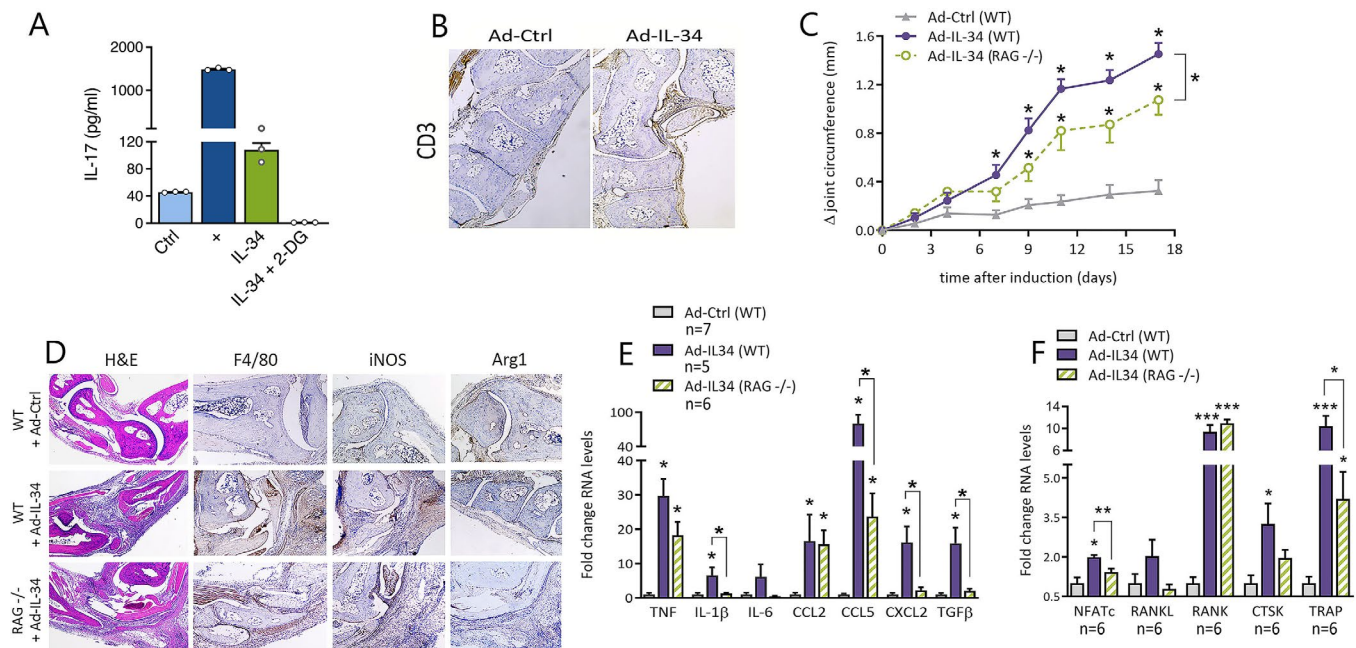 A
2000
1000
120
80
40
0
IL-17 (pg/ml)
Ctrl
+
IL-34
IL-34 + 2-DG
B
Ad-Ctrl
Ad-IL-34
CD3
C
Ad-Ctrl (WT)
Ad-IL-34 (WT)
Ad-IL-34 (RAG -/-)
1.6
1.2
0.8
0.4
0.0
Δ joint circumference (mm)
* * * * *
* * * *
*
0 3 6 9 12 15 18
time after induction (days)
D
H&E
F4/80
iNOS
Arg1
WT
+ Ad-Ctrl
WT
+ Ad-IL-34
RAG -/-
+ Ad-IL-34
E
Ad-Ctrl (WT)
n=7
Ad-IL34 (WT)
n=5
Ad-IL34 (RAG -/-)
n=6
100
40
30
20
10
0
Fold change RNA levels
* * * * * * * * * * * * *
TNF IL-1β IL-6 CCL2 CCL5 CXCL2 TGFβ
F
Ad-Ctrl (WT)
Ad-IL34 (WT)
Ad-IL34 (RAG -/-)
14
10
6
5.5
4.5
3.5
2.0
0.5
Fold change RNA levels
* ** *** *** * *** * *
NFATc RANKL RANK CTSK TRAP
n=6 n=6 n=6 n=6 n=6